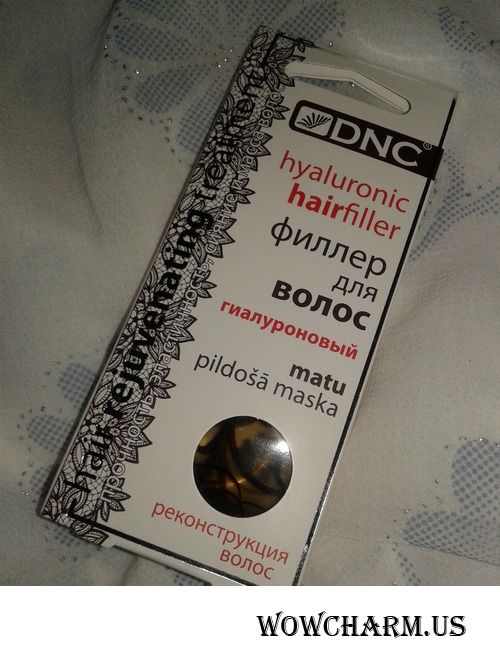 DNC®
hyaluronic
hairfiller
филлер
для
волос
гиалуроновый
matu
pildošā maska
реконструкция
волос
hair rejuvenating treatment
WOWCHARM.US